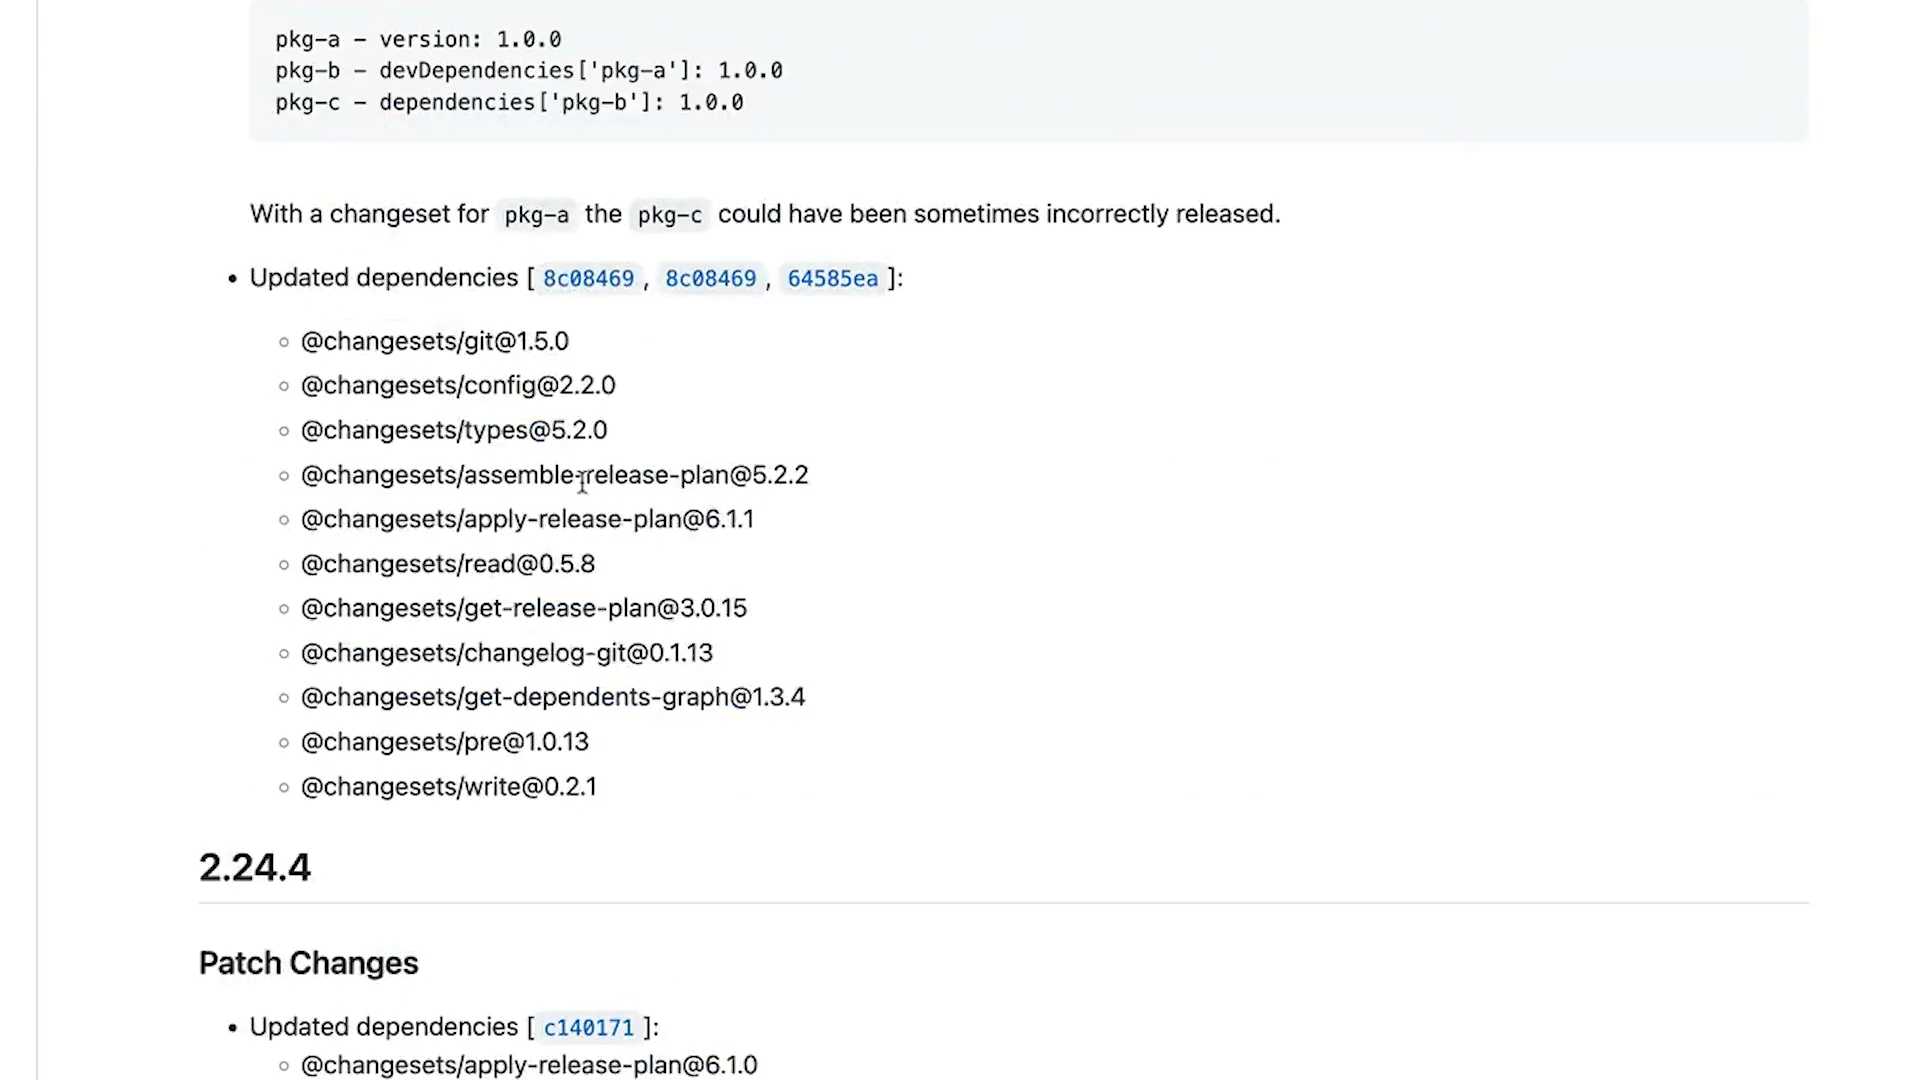 pkg-a – version: 1.0.0
pkg-b – devDependencies['pkg-a']: 1.0.0
pkg-c – dependencies['pkg-b']: 1.0.0
With a changeset for pkg-a the pkg-c could have been sometimes incorrectly released.
• Updated dependencies [ 8c08469 , 8c08469 , 64585ea ]:
◦ @changesets/git@1.5.0
◦ @changesets/config@2.2.0
◦ @changesets/types@5.2.0
◦ @changesets/assemble-release-plan@5.2.2
◦ @changesets/apply-release-plan@6.1.1
◦ @changesets/read@0.5.8
◦ @changesets/get-release-plan@3.0.15
◦ @changesets/changelog-git@0.1.13
◦ @changesets/get-dependents-graph@1.3.4
◦ @changesets/pre@1.0.13
◦ @changesets/write@0.2.1
2.24.4
Patch Changes
• Updated dependencies [ c140171 ]:
◦ @changesets/apply-release-plan@6.1.0